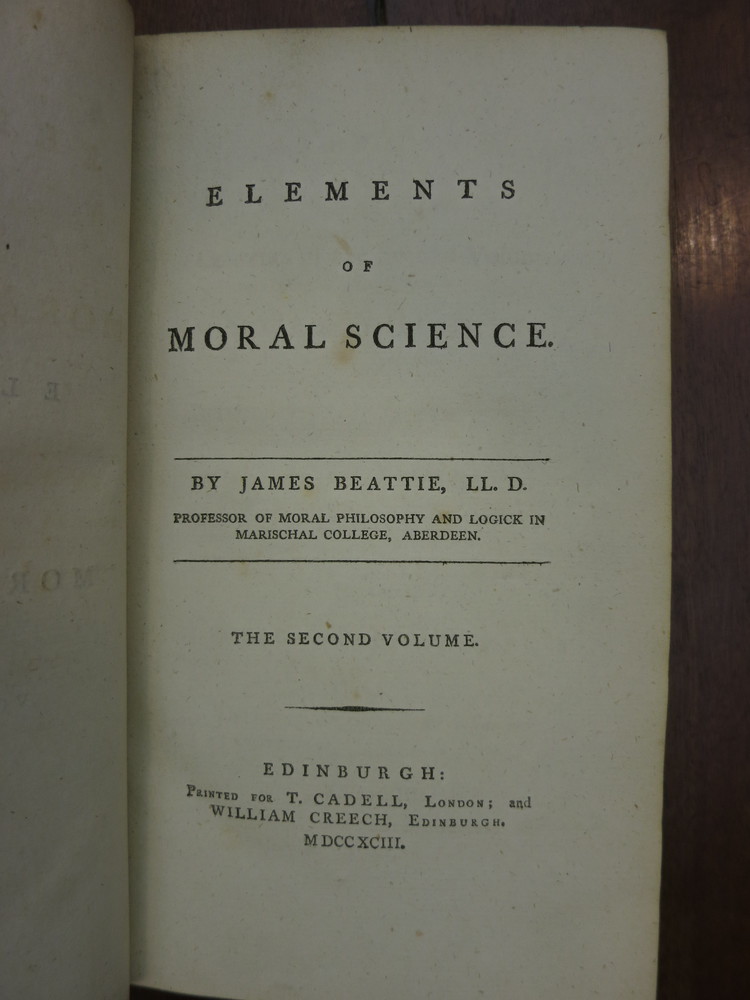 ELEMENTS
OF
MORAL SCIENCE.
BY JAMES BEATTIE, LL. D.
PROFESSOR OF MORAL PHILOSOPHY AND LOGICK IN
MARISCHAL COLLEGE, ABERDEEN.
THE SECOND VOLUME.
EDINBURGH:
PRINTED FOR T. CADELL, LONDON; and
WILLIAM CREECH, EDINBURGH.
MDCCXCIII.